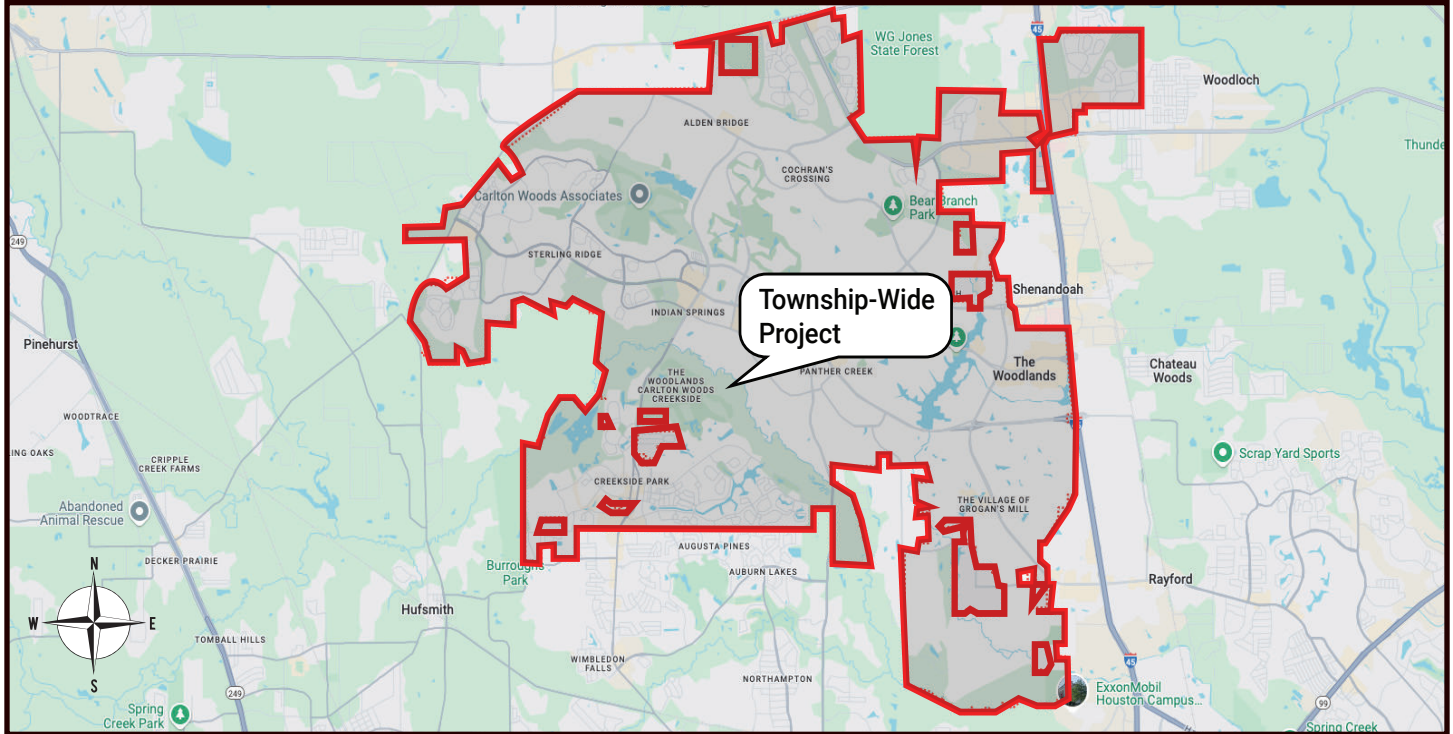 WG Jones
State Forest
45
Woodloch
ALDEN BRIDGE
COCHRAN'S
CROSSING
Thunde
Carlton Woods Associates
Bear Branch
Park
249
STERLING RIDGE
Township-Wide
Project
Shenandoah
H
INDIAN SPRINGS
Pinehurst
THE
WOODLANDS
CARLTON WOODS
CREEKSIDE
PANTHER CREEK
The
Woodlands
Chateau
Woods
WOODTRACE
LING OAKS
CRIPPLE
CREEK FARMS
Scrap Yard Sports
CREEKSIDE PARK
THE VILLAGE OF
GROGAN'S MILL
Abandoned
Animal Rescue
AUGUSTA PINES
DECKER PRAIRIE
Burroughs
Park
AUBURN LAKES
N
W
E
S
Hufsmith
Rayford
TOMBALL HILLS
WIMBLEDON
FALLS
NORTHAMPTON
45
249
ExxonMobil
Houston Campus...
99
Spring
Creek Park
Spring Creek